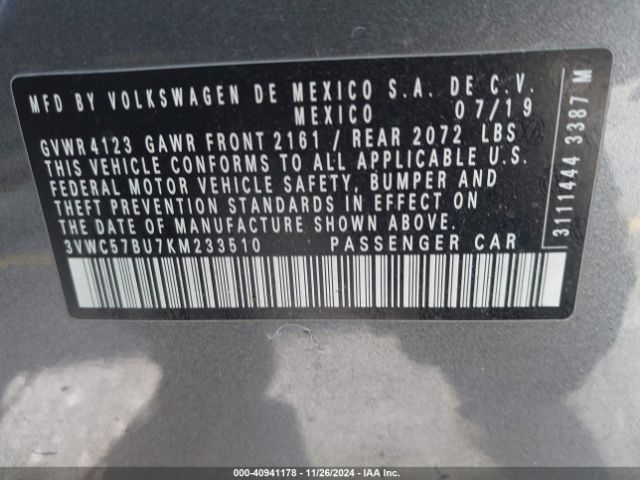 MFD BY VOLKSWAGEN DE MEXICO S.A. DE C.V.
MEXICO 07/19
GVWR 4123 GAWR FRONT 2161 / REAR 2072 LBS
THIS VEHICLE CONFORMS TO ALL APPLICABLE U.S.
FEDERAL MOTOR VEHICLE SAFETY, BUMPER AND
THEFT PREVENTION STANDARDS IN EFFECT ON
THE DATE OF MANUFACTURE SHOWN ABOVE.
3VWC57BU7KM233510 PASSENGER CAR
3111444 3387 M
000-40941178 — 11/26/2024 — IAA Inc.